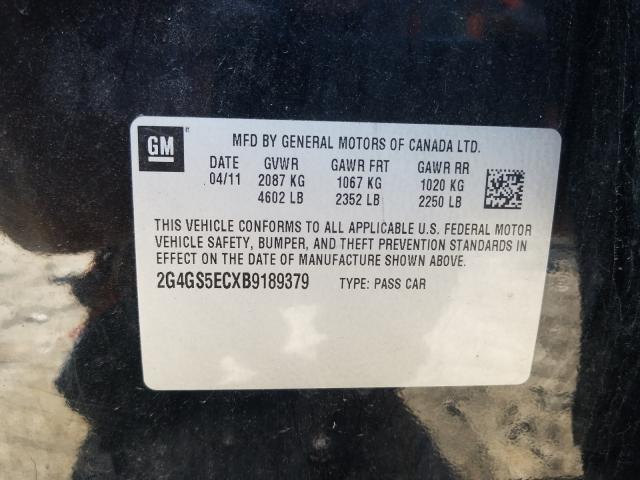 GM
MFD BY GENERAL MOTORS OF CANADA LTD.
DATE GVWR GAWR FRT GAWR RR
04/11 2087 KG 1067 KG 1020 KG
4602 LB 2352 LB 2250 LB
THIS VEHICLE CONFORMS TO ALL APPLICABLE U.S. FEDERAL MOTOR
VEHICLE SAFETY, BUMPER, AND THEFT PREVENTION STANDARDS IN
EFFECT ON THE DATE OF MANUFACTURE SHOWN ABOVE.
2G4GS5ECXB9189379 TYPE: PASS CAR